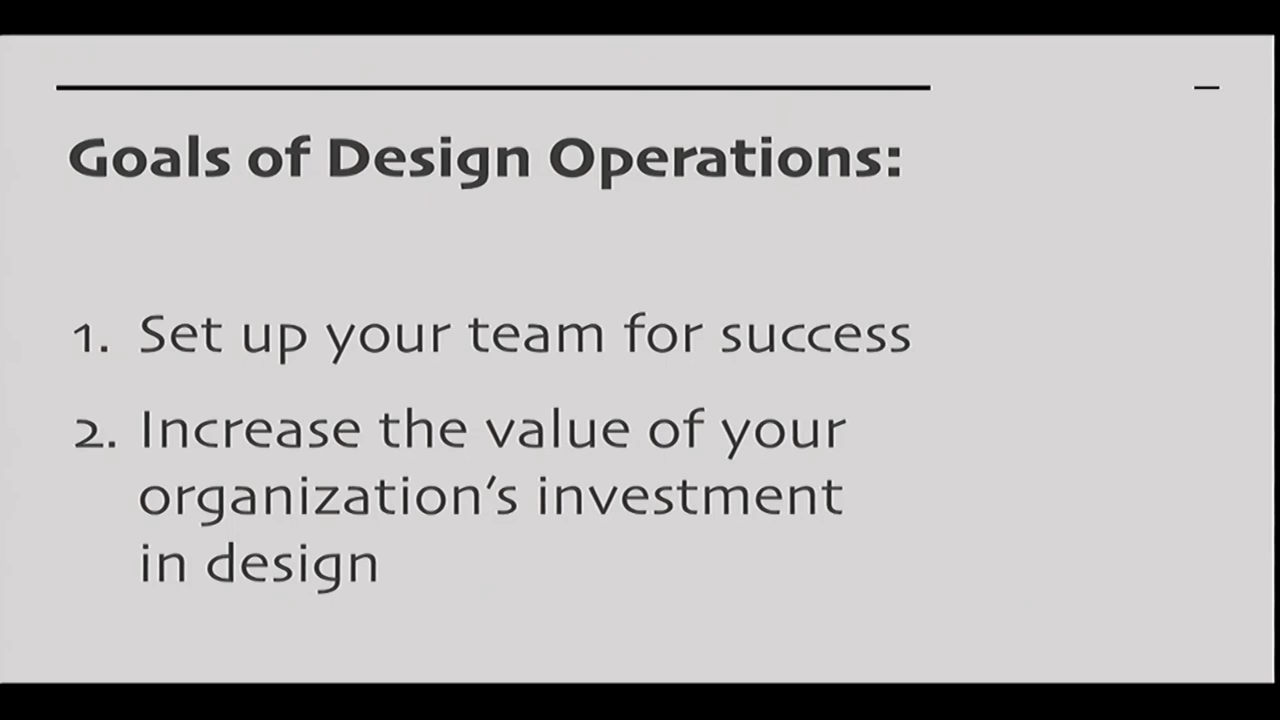 Goals of Design Operations:
1. Set up your team for success
2. Increase the value of your
organization’s investment
in design